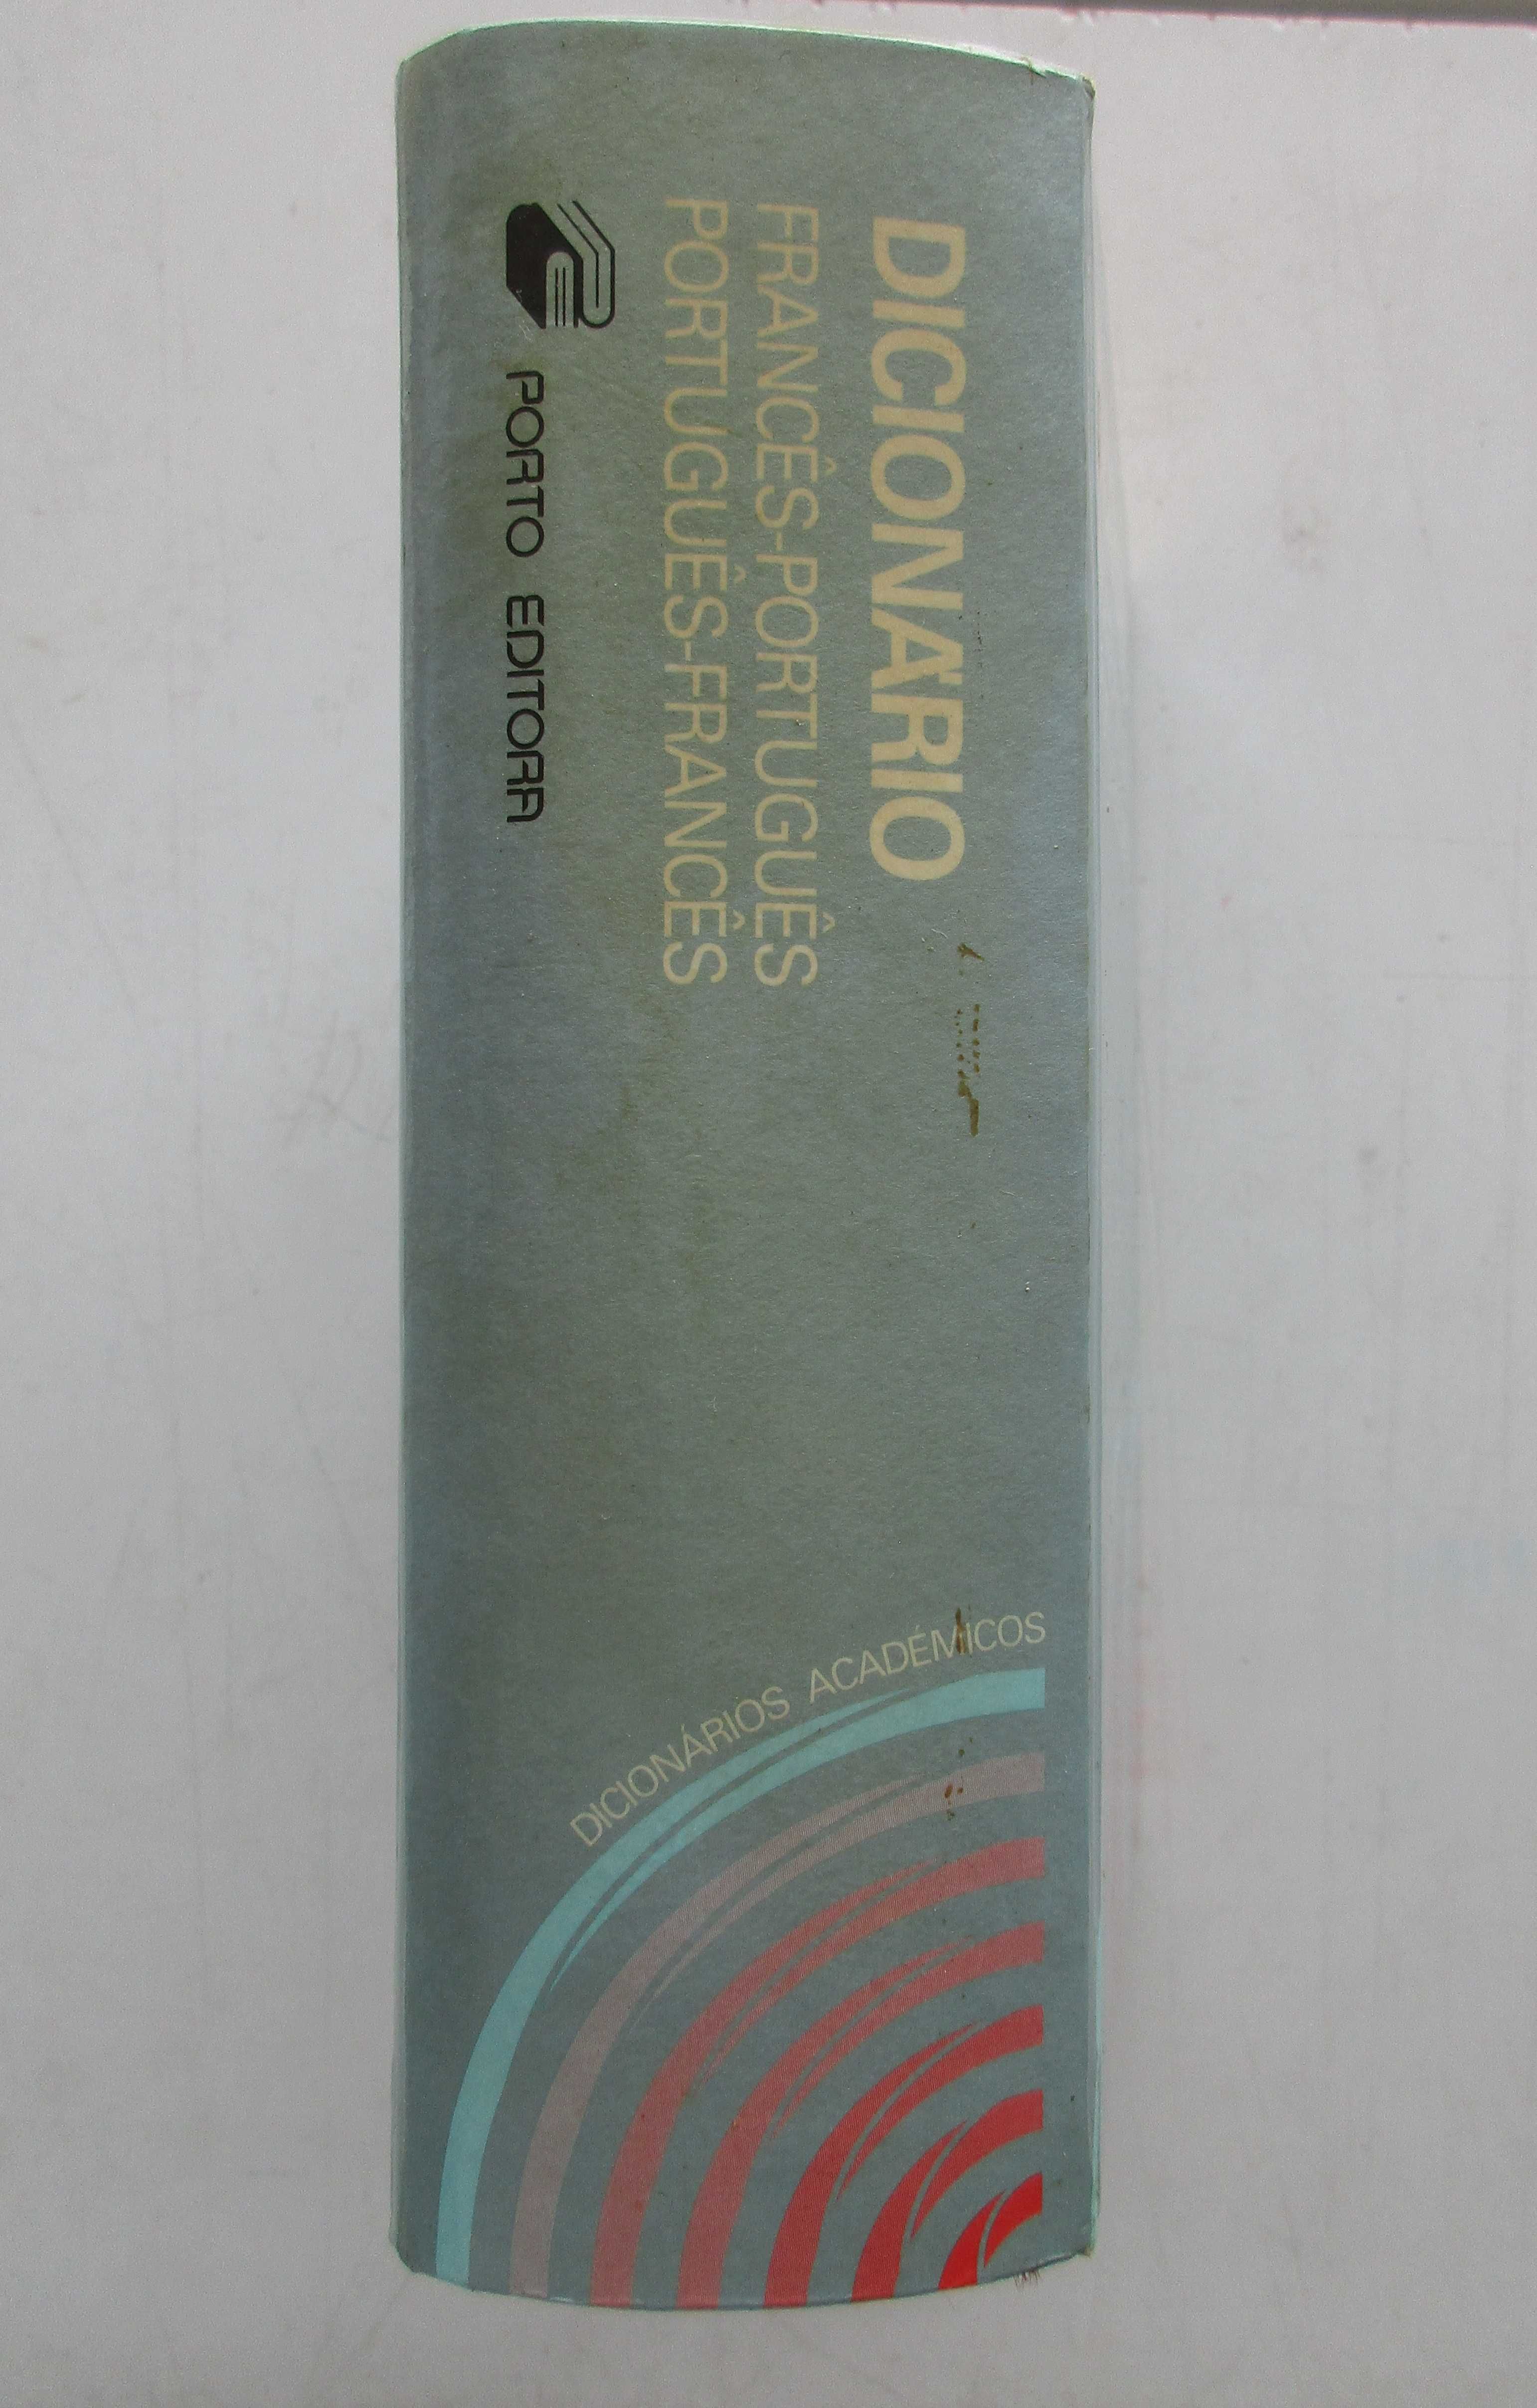 DICIONÁRIO
FRANCÊS-PORTUGUÊS
PORTUGUÊS-FRANCÊS
PORTO EDITORA
DICIONÁRIOS ACADÉMICOS